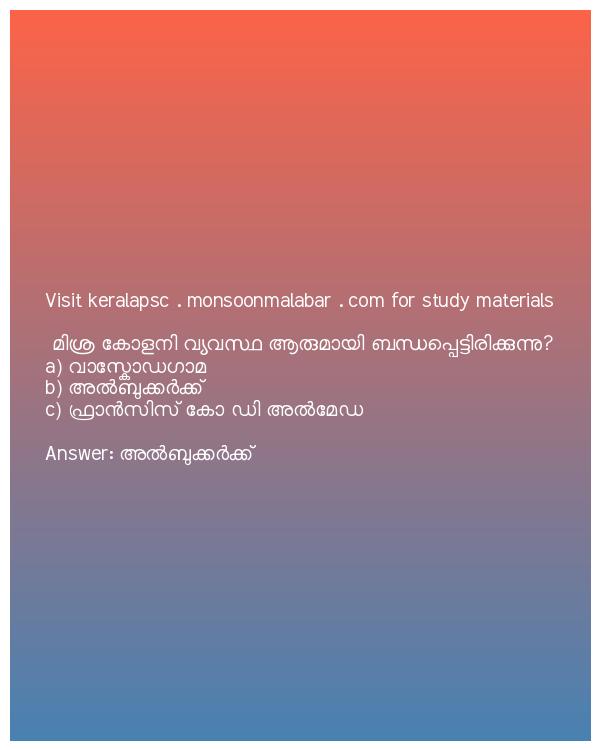 Visit keralapsc . monsoonmalabar . com for study materials
മിശ്ര കോളനി വ്യവസ്ഥ ആരുമായി ബന്ധപ്പെട്ടിരിക്കുന്നു?
a) വാസ്കോഡഗാമ
b) അൽബുക്കർക്ക്
c) ഫ്രാൻസിസ് കോ ഡി അൽമേഡ
Answer: അൽബുക്കർക്ക്